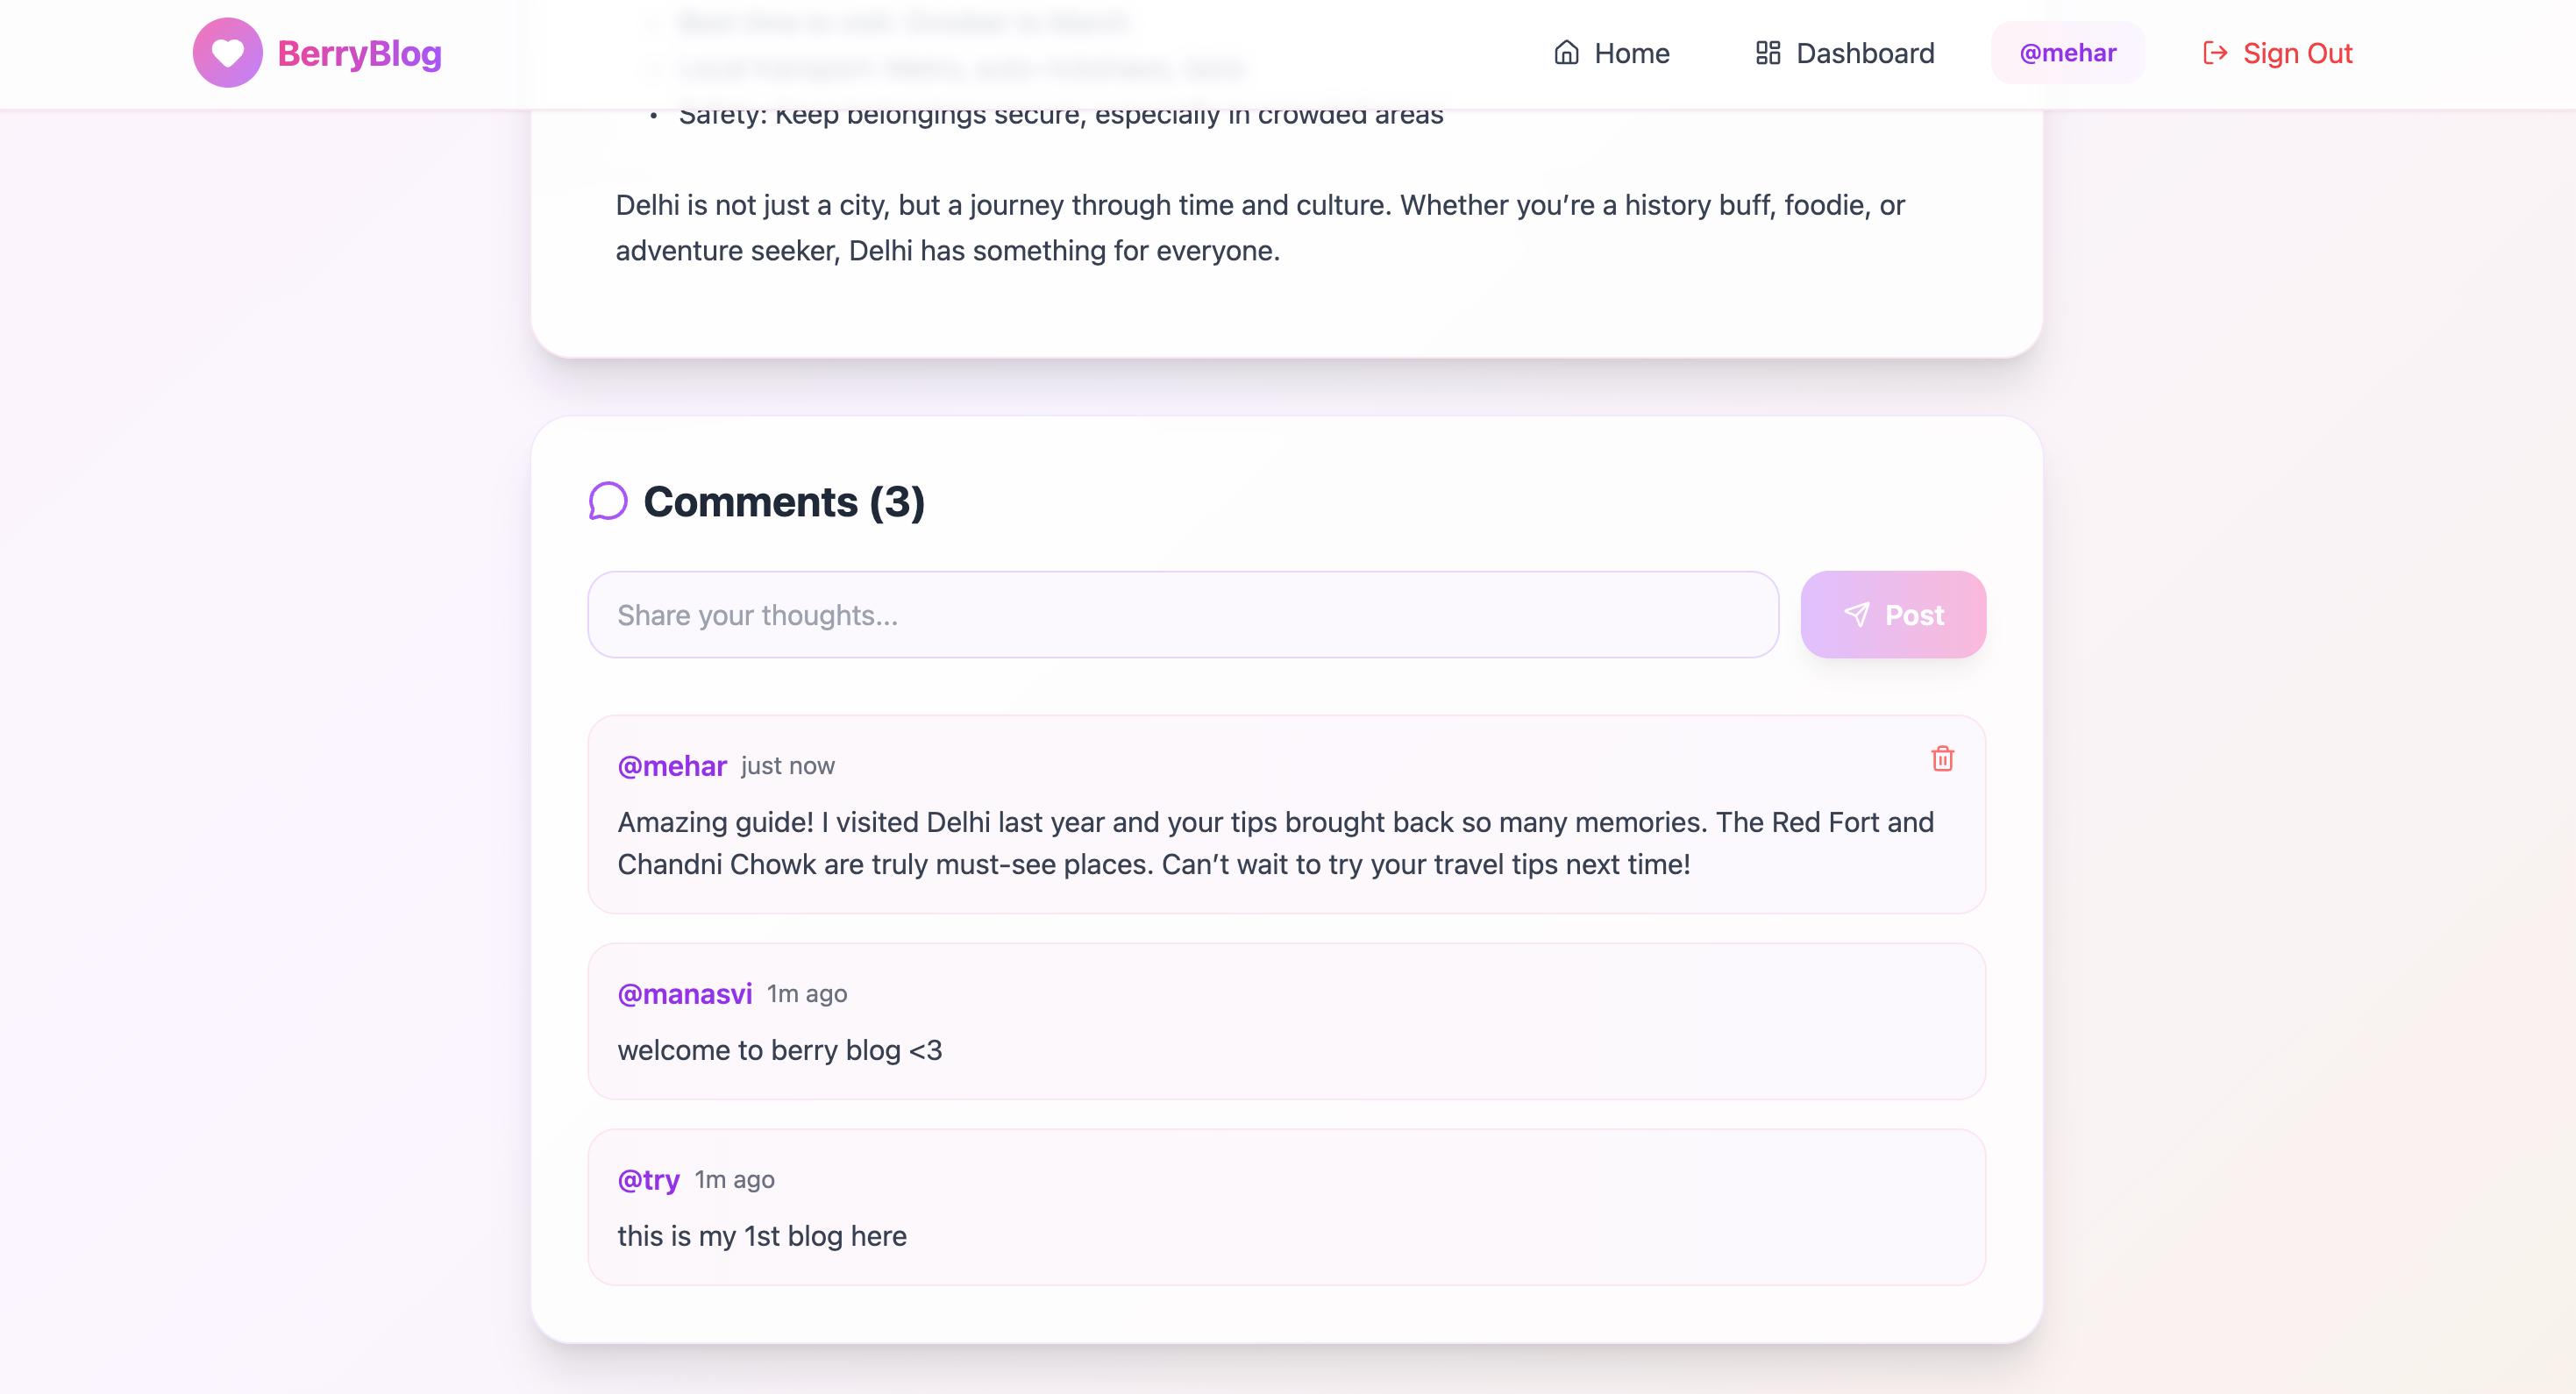 BerryBlog
Home
Dashboard
@mehar
Sign Out
• Safety: Keep belongings secure, especially in crowded areas
Delhi is not just a city, but a journey through time and culture. Whether you’re a history buff, foodie, or
adventure seeker, Delhi has something for everyone.
Comments (3)
Share your thoughts...
Post
@mehar just now
Amazing guide! I visited Delhi last year and your tips brought back so many memories. The Red Fort and
Chandni Chowk are truly must-see places. Can’t wait to try your travel tips next time!
@manasvi 1m ago
welcome to berry blog <3
@try 1m ago
this is my 1st blog here